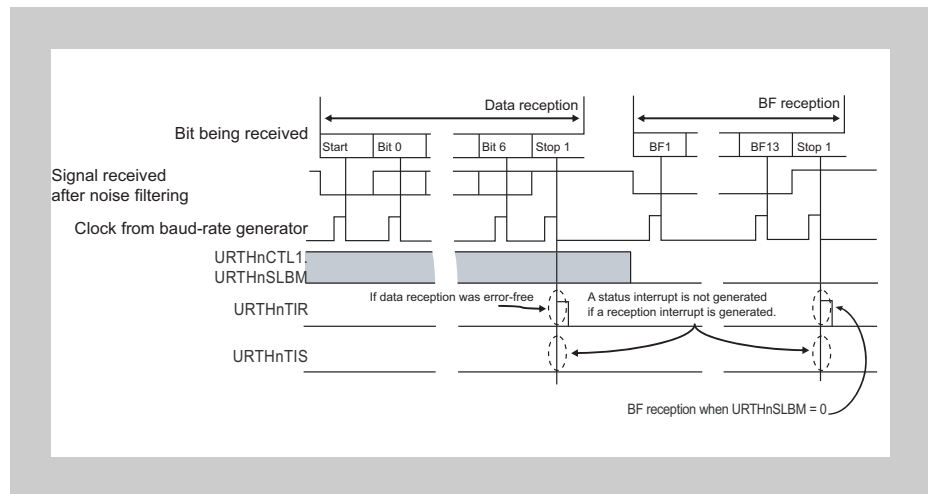 Data reception
BF reception
Bit being received
Start
Bit 0
Bit 6
Stop 1
BF1
BF13
Stop 1
Signal received
after noise filtering
Clock from baud-rate generator
URTHnCTL1.
URTHnSLBM
If data reception was error-free
A status interrupt is not generated
if a reception interrupt is generated.
URTHnTIR
URTHnTIS
BF reception when URTHnSLBM = 0